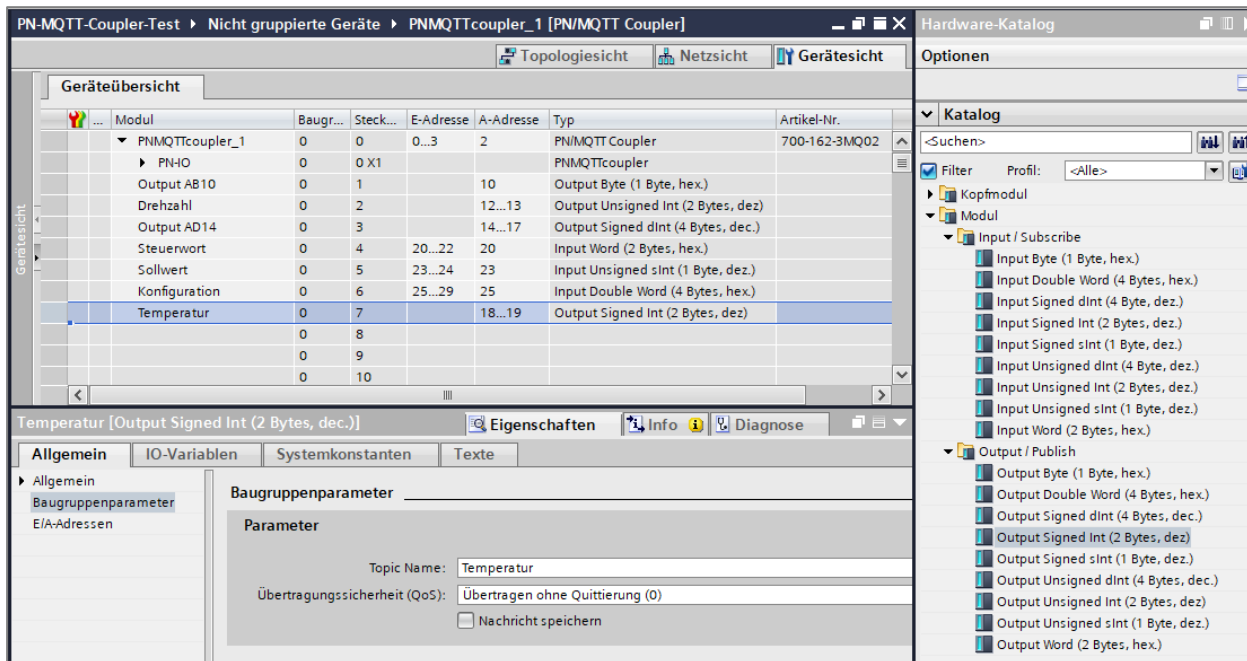 PN-MQTT-Coupler-Test ▸ Nicht gruppierte Geräte ▸ PNMQTTcoupler_1 [PN/MQTT Coupler]
Topologiesicht Netzsicht Gerätesicht
Geräteübersicht
Gerätesicht
... Modul Baugr... Steck... E-Adresse A-Adresse Typ Artikel-Nr.
PNMQTTcoupler_1 0 0 0...3 2 PN/MQTT Coupler 700-162-3MQ02
PN-IO 0 0 X1 PNMQTTcoupler
Output AB10 0 1 10 Output Byte (1 Byte, hex.)
Drehzahl 0 2 12...13 Output Unsigned Int (2 Bytes, dez)
Output AD14 0 3 14...17 Output Signed dInt (4 Bytes, dec.)
Steuerwort 0 4 20...22 20 Input Word (2 Bytes, hex.)
Sollwert 0 5 23...24 23 Input Unsigned sInt (1 Byte, dez.)
Konfiguration 0 6 25...29 25 Input Double Word (4 Bytes, hex.)
Temperatur 0 7 18...19 Output Signed Int (2 Bytes, dez)
0 8
0 9
0 10
Temperatur [Output Signed Int (2 Bytes, dec.)]
Eigenschaften Info Diagnose
Allgemein IO-Variablen Systemkonstanten Texte
Allgemein
Baugruppenparameter
E/A-Adressen
Baugruppenparameter
Parameter
Topic Name: Temperatur
Übertragungssicherheit (QoS): Übertragen ohne Quittierung (0)
Nachricht speichern
Hardware-Katalog
Optionen
Katalog
<Suchen>
Filter Profil: <Alle>
Kopfmodul
Modul
Input / Subscribe
Input Byte (1 Byte, hex.)
Input Double Word (4 Bytes, hex.)
Input Signed dInt (4 Byte, dez.)
Input Signed Int (2 Bytes, dez.)
Input Signed sInt (1 Byte, dez.)
Input Unsigned dInt (4 Byte, dez.)
Input Unsigned Int (2 Bytes, dez.)
Input Unsigned sInt (1 Byte, dez.)
Input Word (2 Bytes, hex.)
Output / Publish
Output Byte (1 Byte, hex.)
Output Double Word (4 Bytes, hex.)
Output Signed dInt (4 Bytes, dec.)
Output Signed Int (2 Bytes, dez)
Output Signed sInt (1 Byte, dez.)
Output Unsigned dInt (4 Bytes, dec.)
Output Unsigned Int (2 Bytes, dez)
Output Unsigned sInt (1 Byte, dez.)
Output Word (2 Bytes, hex.)